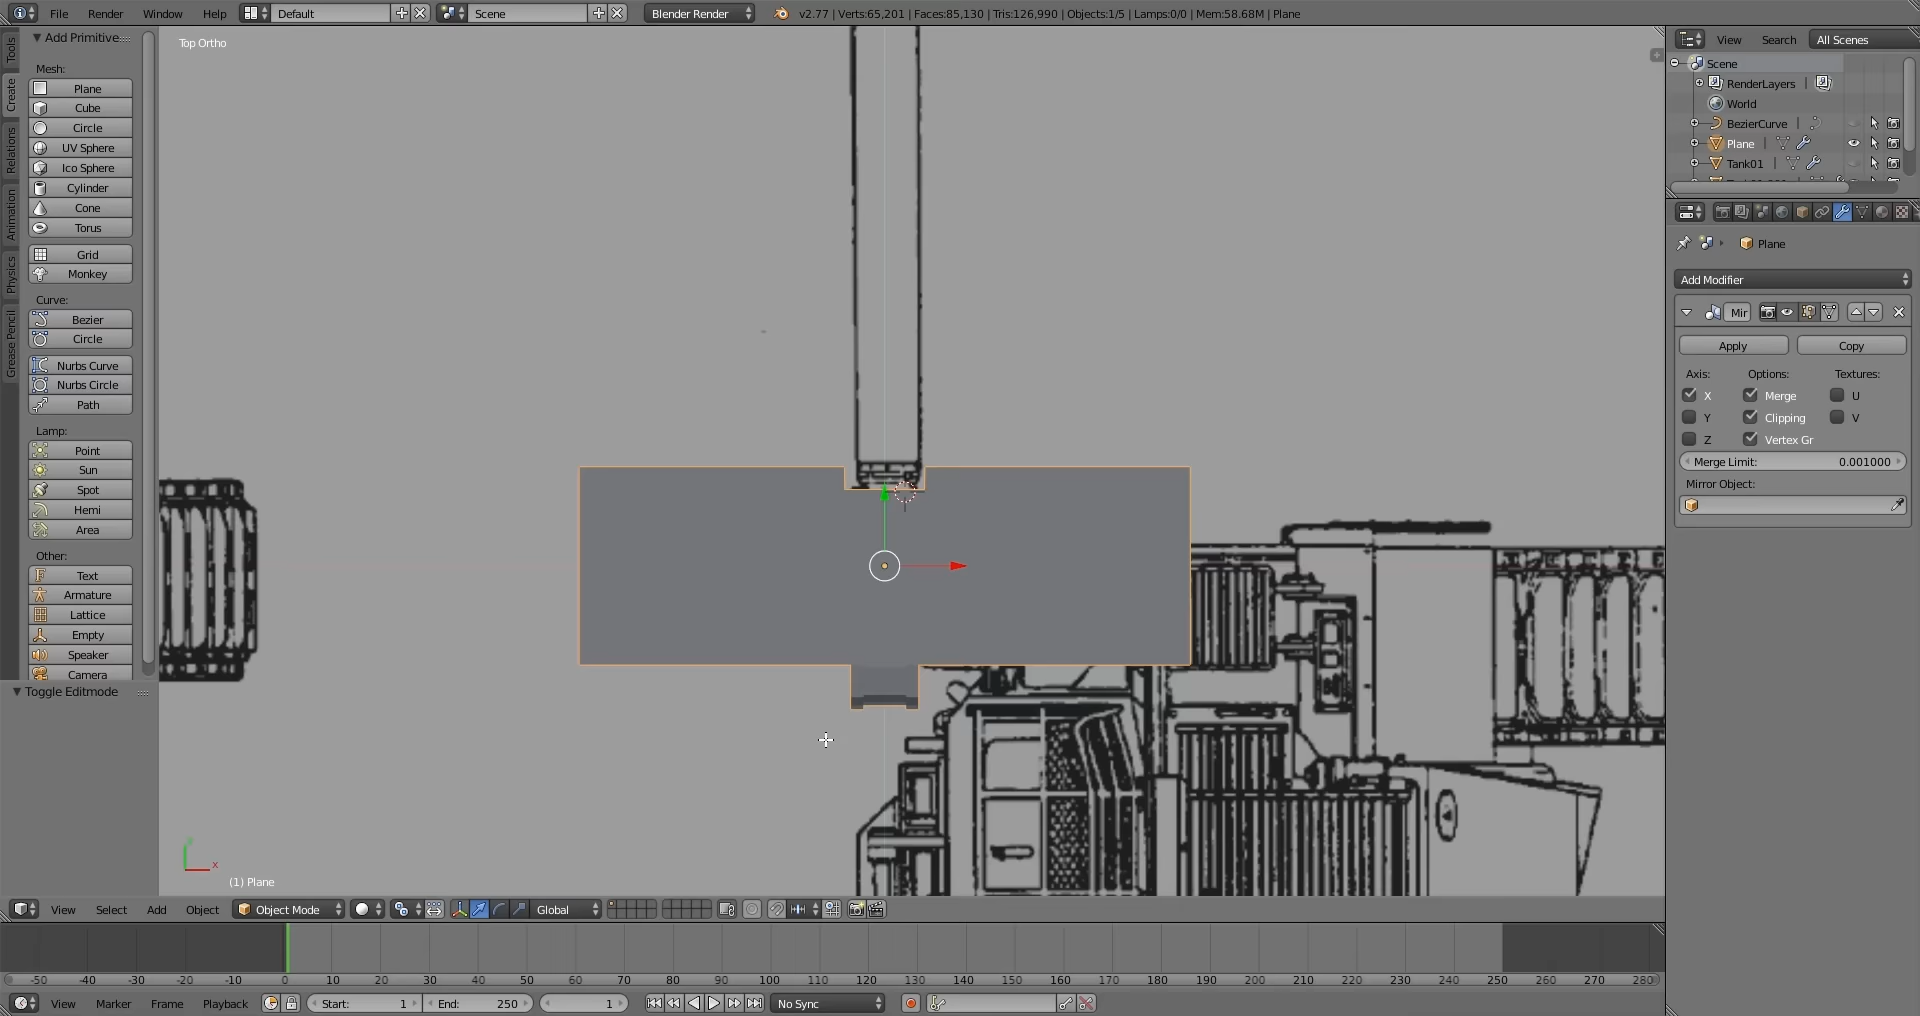 File Render Window Help Default Scene Blender Render v2.77 | Verts:65,201 | Faces:85,130 | Tris:126,990 | Objects:1/5 | Lamps:0/0 | Mem:58.68M | Plane
Tools
Create
Relations
Animation
Physics
Grease Pencil
Add Primitive
Mesh:
Plane
Cube
Circle
UV Sphere
Ico Sphere
Cylinder
Cone
Torus
Grid
Monkey
Curve:
Bezier
Circle
Nurbs Curve
Nurbs Circle
Path
Lamp:
Point
Sun
Spot
Hemi
Area
Other:
Text
Armature
Lattice
Empty
Speaker
Camera
Toggle Editmode
Top Ortho
x
(1) Plane
View Search All Scenes
Scene
RenderLayers |
World
BezierCurve |
Plane |
Tank01 |
Plane
Add Modifier
Mir
Apply Copy
Axis: Options: Textures:
X Merge U
Y Clipping V
Z Vertex Gr
Merge Limit: 0.001000
Mirror Object:
View Select Add Object Object Mode Global
-50 -40 -30 -20 -10 0 10 20 30 40 50 60 70 80 90 100 110 120 130 140 150 160 170 180 190 200 210 220 230 240 250 260 270 280
View Marker Frame Playback Start: 1 End: 250 1 No Sync